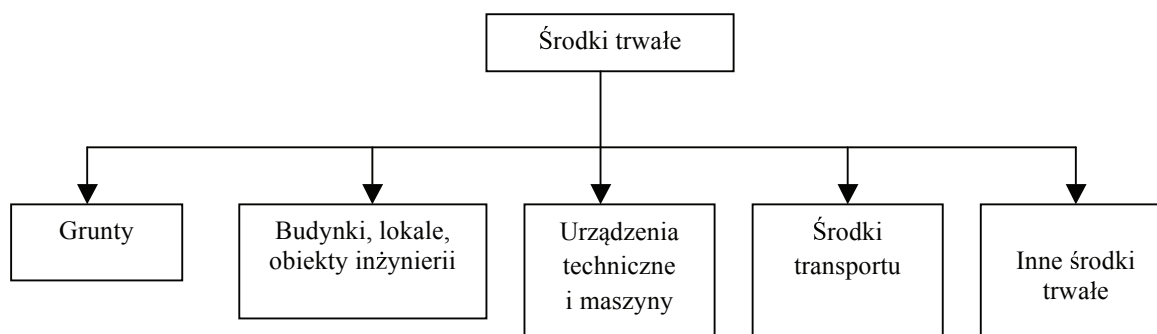 Środki trwałe
Grunty
Budynki, lokale,
obiekty inżynierii
Urządzenia
techniczne
i maszyny
Środki
transportu
Inne środki
trwałe